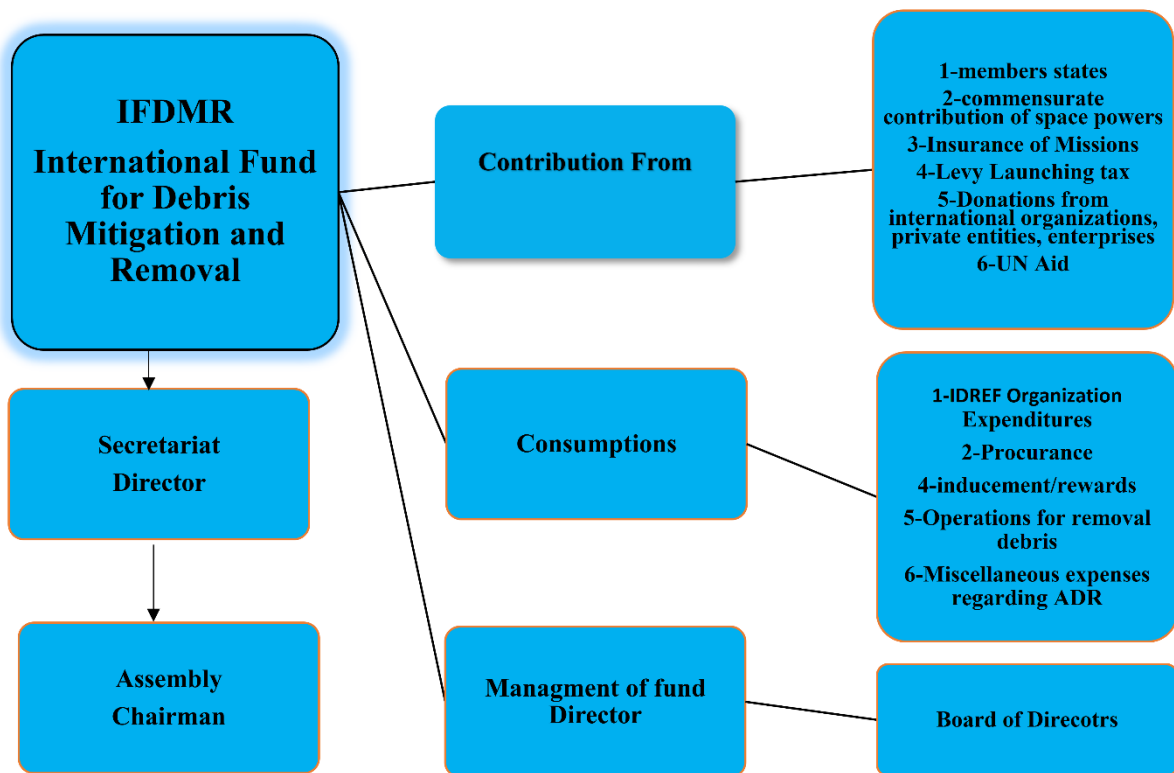 IFDMR
International Fund
for Debris
Mitigation and
Removal
Secretariat
Director
Assembly
Chairman
Contribution From
1-members states
2-commensurate
contribution of space powers
3-Insurance of Missions
4-Levy Launching tax
5-Donations from
international organizations,
private entities, enterprises
6-UN Aid
Consumptions
1-IDREF Organization
Expenditures
2-Procurance
4-inducement/rewards
5-Operations for removal
debris
6-Miscellaneous expenses
regarding ADR
Managment of fund
Director
Board of Direcotrs